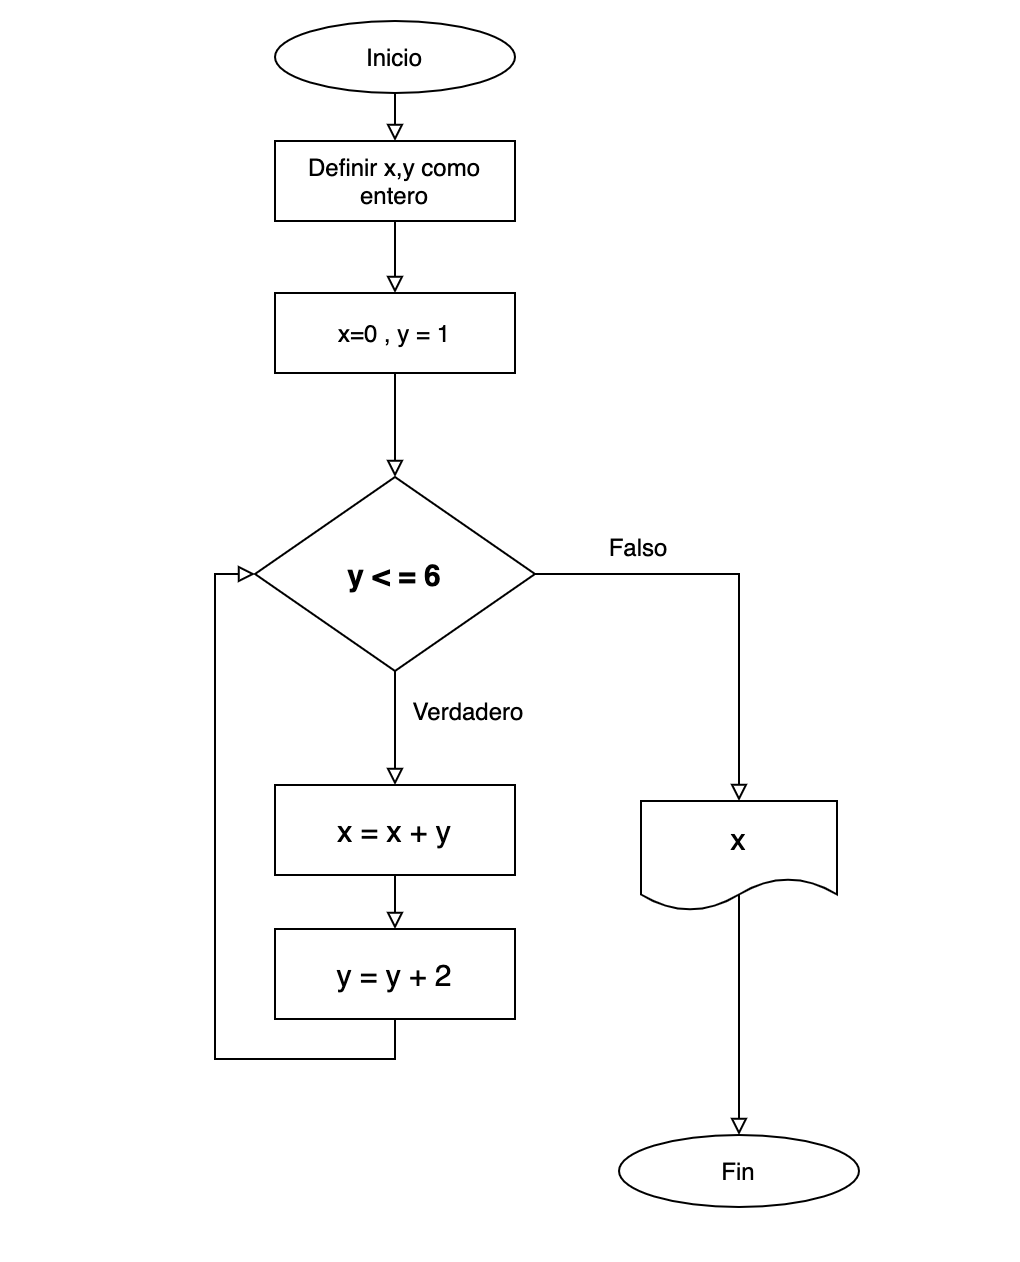 Inicio
Definir x,y como
entero
x=0 , y = 1
y < = 6
Falso
Verdadero
x = x + y
x
y = y + 2
Fin